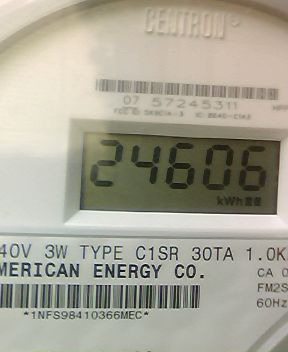 CENTRON®
07 57245311
24606
kWh
40V 3W TYPE C1SR 30TA 1.0K
MERICAN ENERGY CO.
CA 0
FM2S
60Hz
*1NFS98410366MEC*